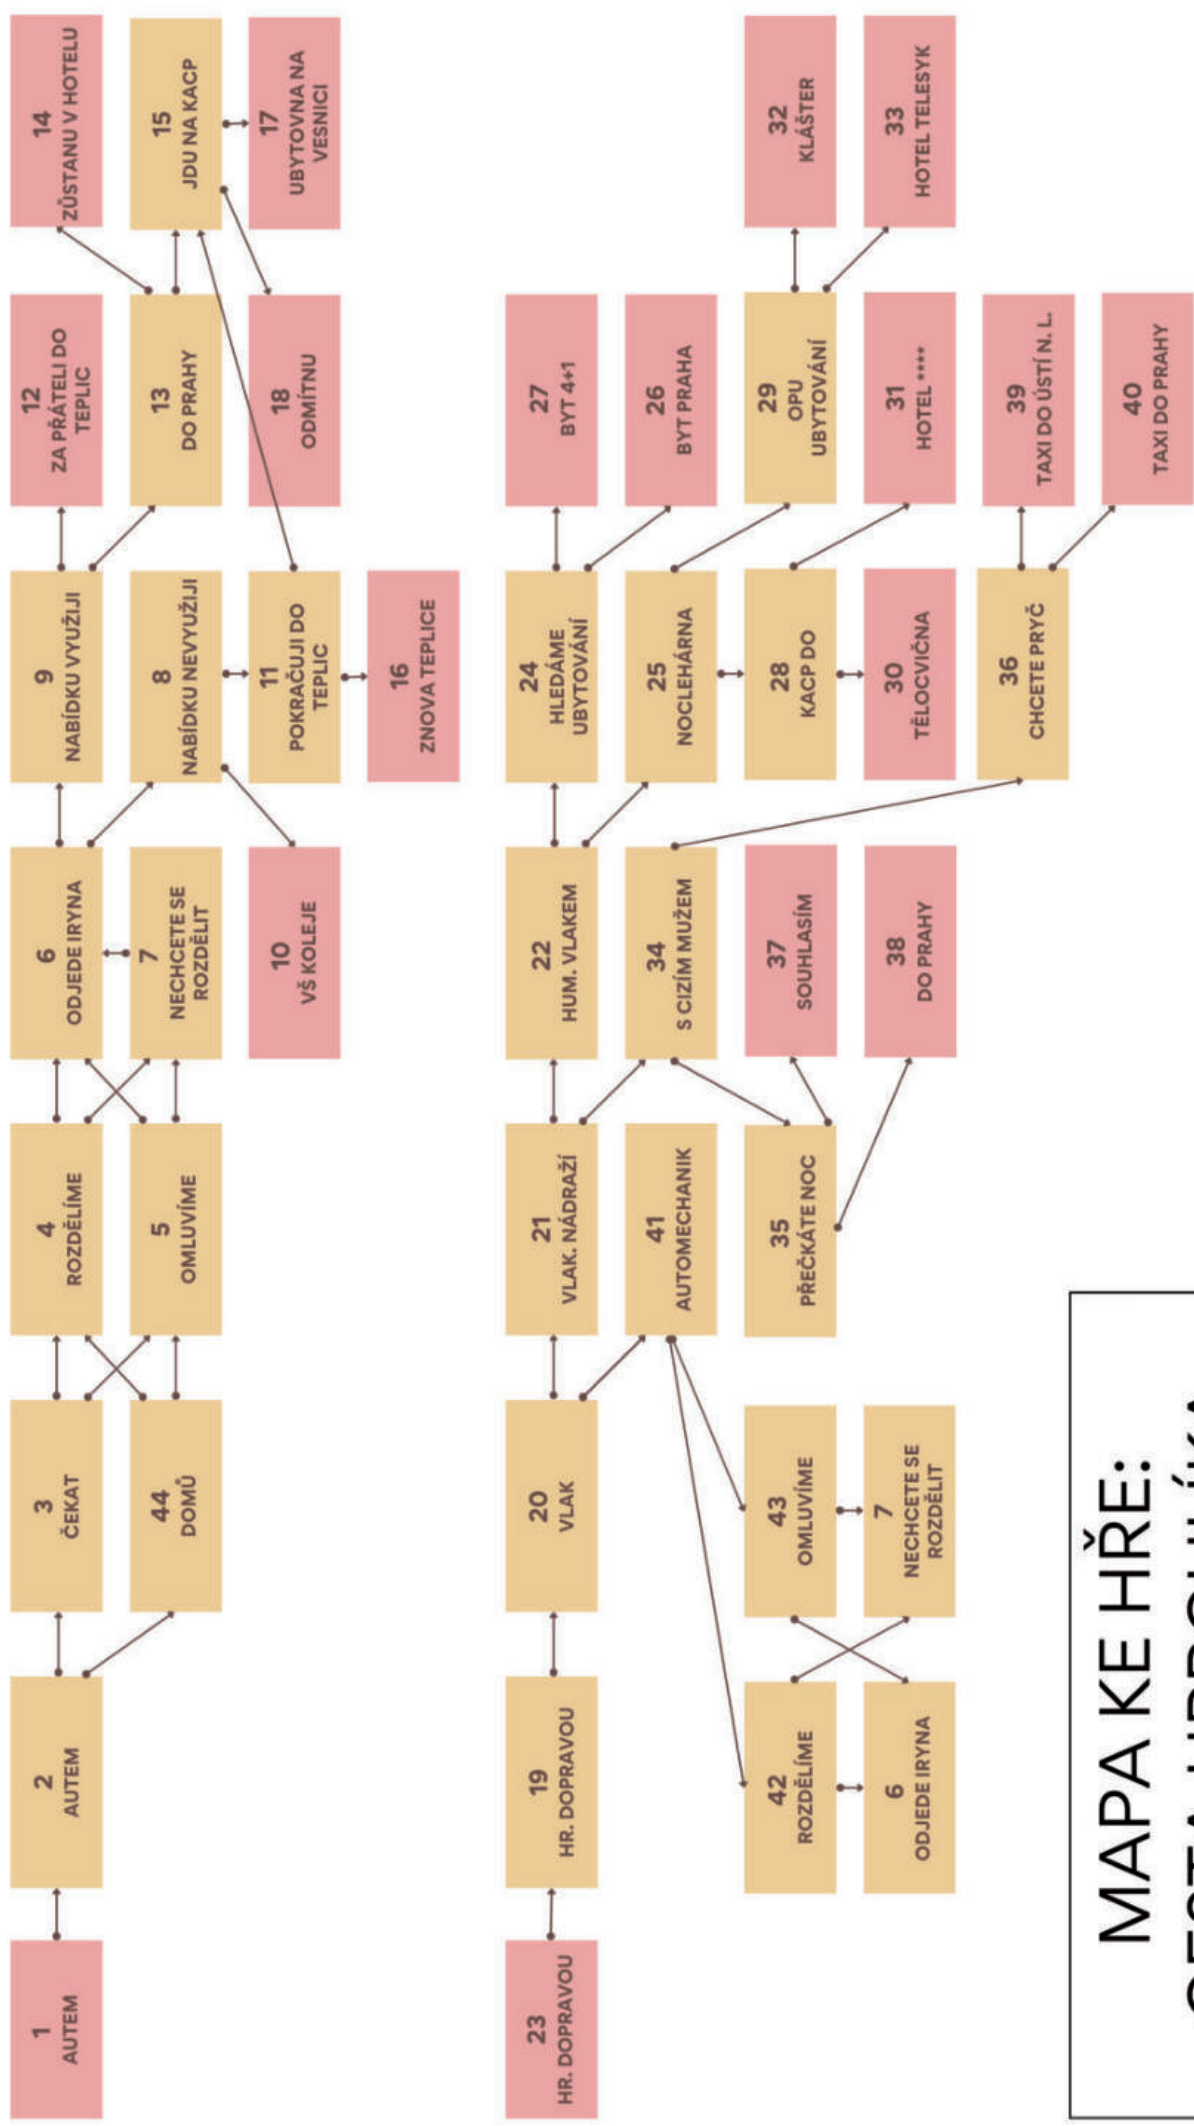 1
AUTEM
2
AUTEM
3
ČEKAT
4
ROZDĚLÍME
6
ODJEDE IRYNA
9
NABÍDKU VYUŽIJI
12
ZA PŘÁTELI DO
TEPLIC
14
ZŮSTANU V HOTELU
44
DOMŮ
5
OMLUVÍME
7
NECHCETE SE
ROZDĚLIT
8
NABÍDKU NEVYUŽIJI
13
DO PRAHY
15
JDU NA KACP
10
VŠ KOLEJE
11
POKRAČUJI DO
TEPLIC
18
ODMÍTNU
17
UBYTOVNA NA
VESNICI
16
ZNOVA TEPLICE
23
HR. DOPRAVOU
19
HR. DOPRAVOU
20
VLAK
21
VLAK. NÁDRAŽÍ
22
HUM. VLAKEM
24
HLEDÁME
UBYTOVÁNÍ
27
BYT 4+1
41
AUTOMECHANIK
34
S CIZÍM MUŽEM
25
NOCLEHÁRNA
26
BYT PRAHA
42
ROZDĚLÍME
43
OMLUVÍME
35
PŘEČKÁTE NOC
37
SOUHLASÍM
28
KACP DO
29
OPU
UBYTOVÁNÍ
32
KLÁŠTER
6
ODJEDE IRYNA
7
NECHCETE SE
ROZDĚLIT
38
DO PRAHY
30
TĚLOCVIČNA
31
HOTEL ****
33
HOTEL TELESYK
36
CHCETE PRYČ
39
TAXI DO ÚSTÍ N. L.
40
TAXI DO PRAHY
MAPA KE HŘE: